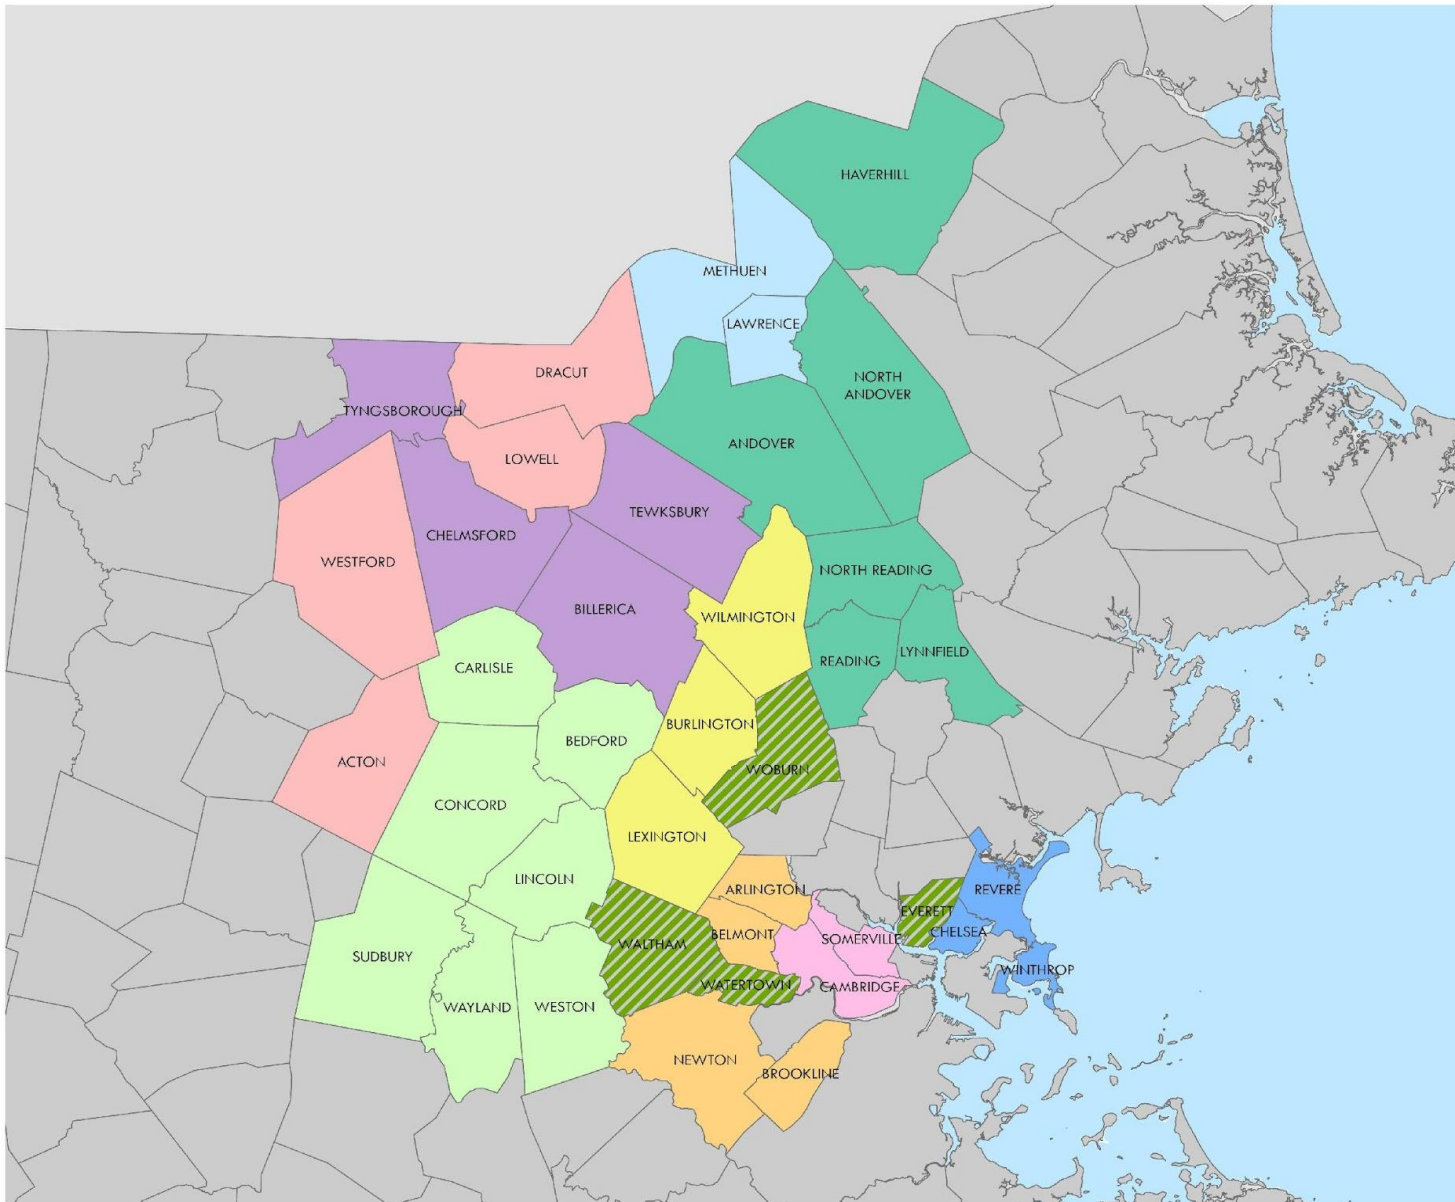 HAVERHILL
METHUEN
LAWRENCE
DRACUT
NORTH
ANDOVER
TYNGSBOROUGH
ANDOVER
LOWELL
TEWKSBURY
CHELMSFORD
WESTFORD
NORTH READING
BILLERICA
WILMINGTON
CARLISLE
READING
LYNNFIELD
BURLINGTON
BEDFORD
ACTON
WOBURN
CONCORD
LEXINGTON
LINCOLN
ARLINGTON
REVERE
EVERETT
CHELSEA
BELMONT
SOMERVILLE
WALTHAM
SUDBURY
WINTHROP
WATERTOWN
CAMBRIDGE
WAYLAND
WESTON
NEWTON
BROOKLINE